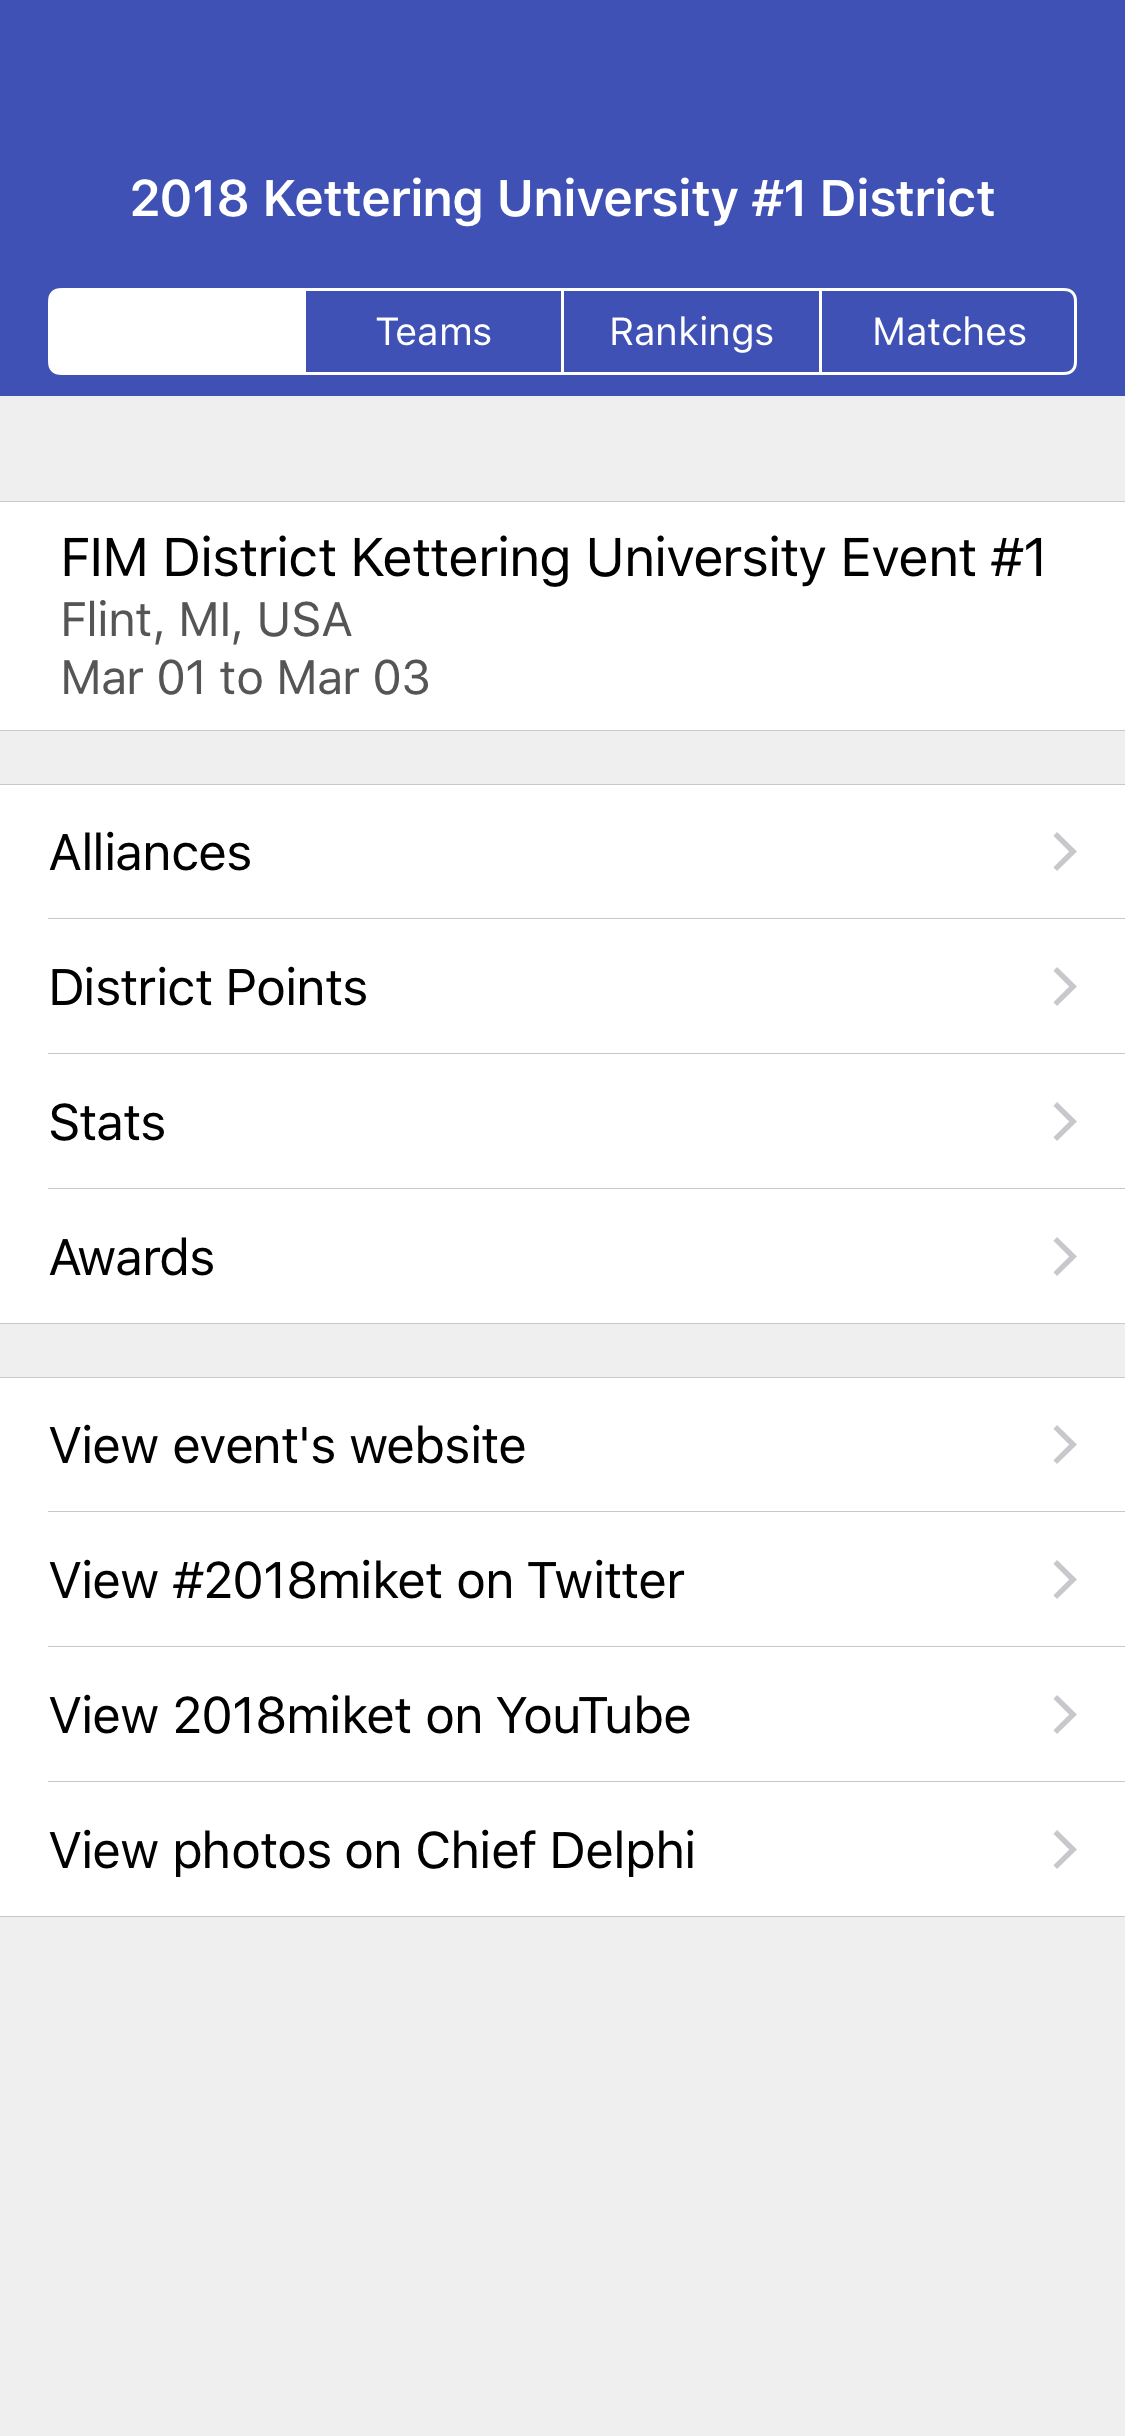 2018 Kettering University #1 District
Teams
Rankings
Matches
FIM District Kettering University Event #1
Flint, MI, USA
Mar 01 to Mar 03
Alliances
District Points
Stats
Awards
View event's website
View #2018miket on Twitter
View 2018miket on YouTube
View photos on Chief Delphi